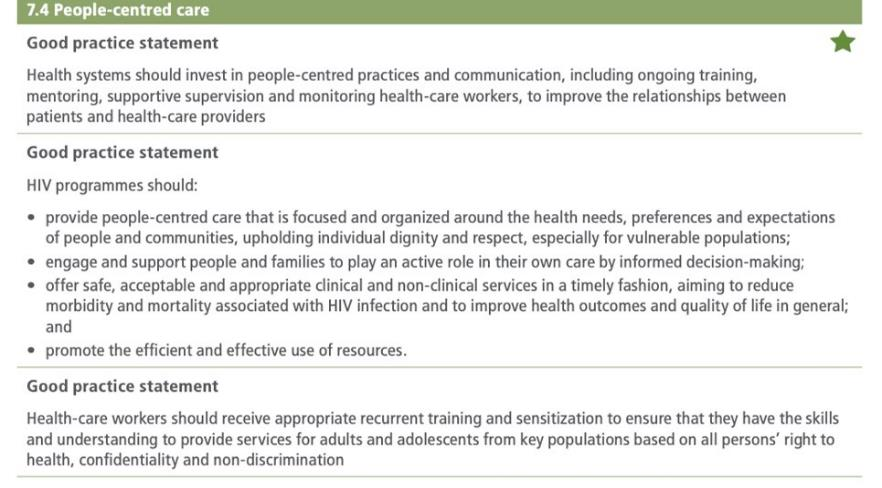 7.4 People-centred care
Good practice statement
Health systems should invest in people-centred practices and communication, including ongoing training,
mentoring, supportive supervision and monitoring health-care workers, to improve the relationships between
patients and health-care providers
Good practice statement
HIV programmes should:
• provide people-centred care that is focused and organized around the health needs, preferences and expectations
of people and communities, upholding individual dignity and respect, especially for vulnerable populations;
• engage and support people and families to play an active role in their own care by informed decision-making;
• offer safe, acceptable and appropriate clinical and non-clinical services in a timely fashion, aiming to reduce
morbidity and mortality associated with HIV infection and to improve health outcomes and quality of life in general;
and
• promote the efficient and effective use of resources.
Good practice statement
Health-care workers should receive appropriate recurrent training and sensitization to ensure that they have the skills
and understanding to provide services for adults and adolescents from key populations based on all persons’ right to
health, confidentiality and non-discrimination